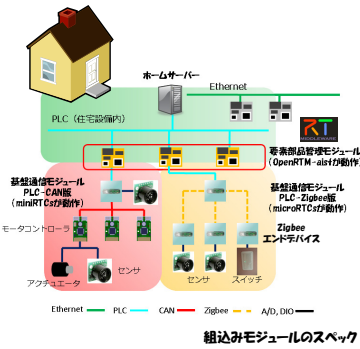 ホームサーバー
Ethernet
PLC（住宅設備内）
RT
MIDDLEWARE
要素部品管理モジュール
（OpenRTM-aistが動作）
基盤通信モジュール
PLC-CAN版
（miniRTCsが動作）
基盤通信モジュール
PLC-Zigbee版
（microRTCsが動作）
モータコントローラ
Zigbee
エンドデバイス
センサ
アクチュエータ
センサ
スイッチ
Ethernet
PLC
CAN
Zigbee
A/D, DIO
組込みモジュールのスペック